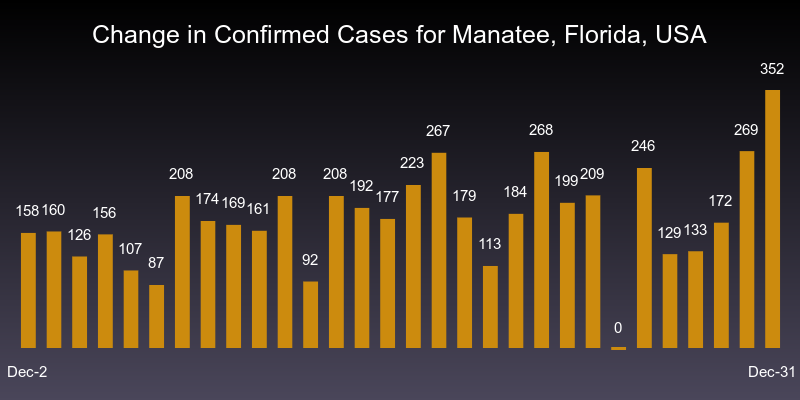 Change in Confirmed Cases for Manatee, Florida, USA
158 160 126 156 107 87 208 174 169 161 208 92 208 192 177 223 267 179 113 184 268 199 209 0 246 129 133 172 269 352
Dec-2 Dec-31